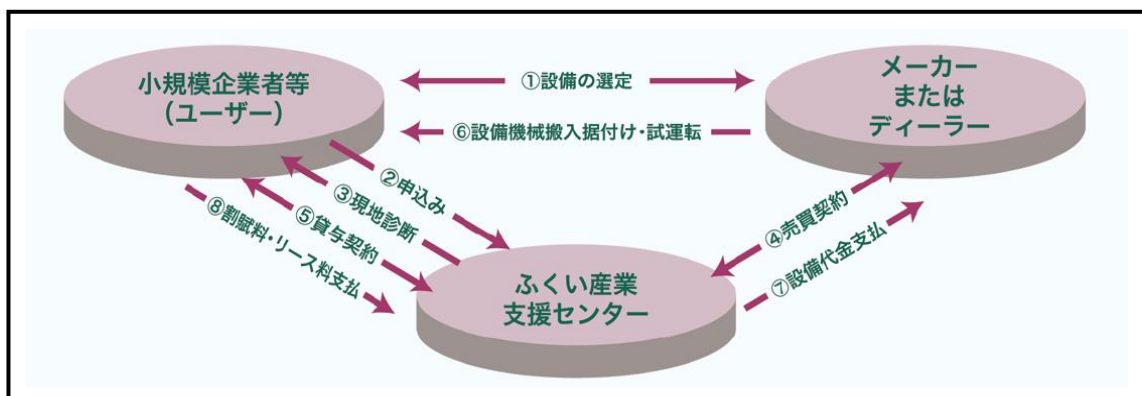 小規模企業者等
(ユーザー)
①設備の選定
メーカー
または
ディーラー
⑥設備機械搬入据付け・試運転
②申込み
③現地診断
⑤貸与契約
⑧割賦料・リース料支払
④売買契約
⑦設備代金支払
ふくい産業
支援センター